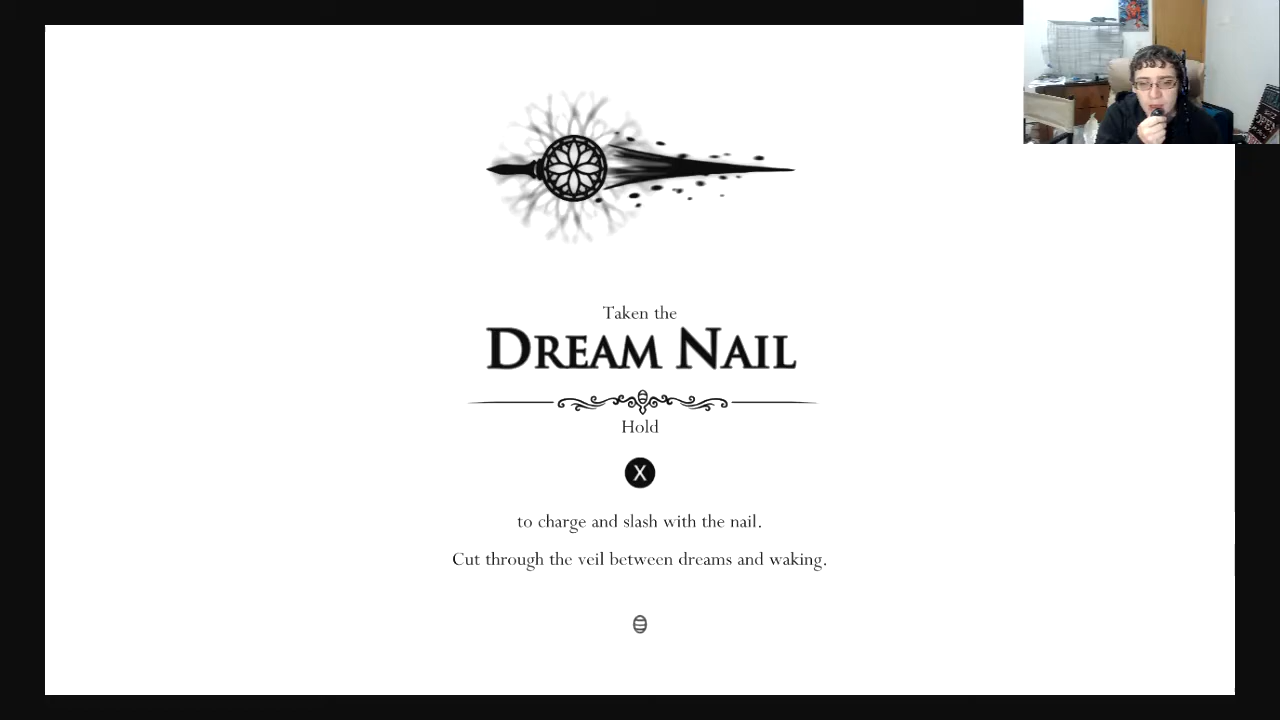 Taken the
DREAM NAIL
Hold
X
to charge and slash with the nail.
Cut through the veil between dreams and waking.